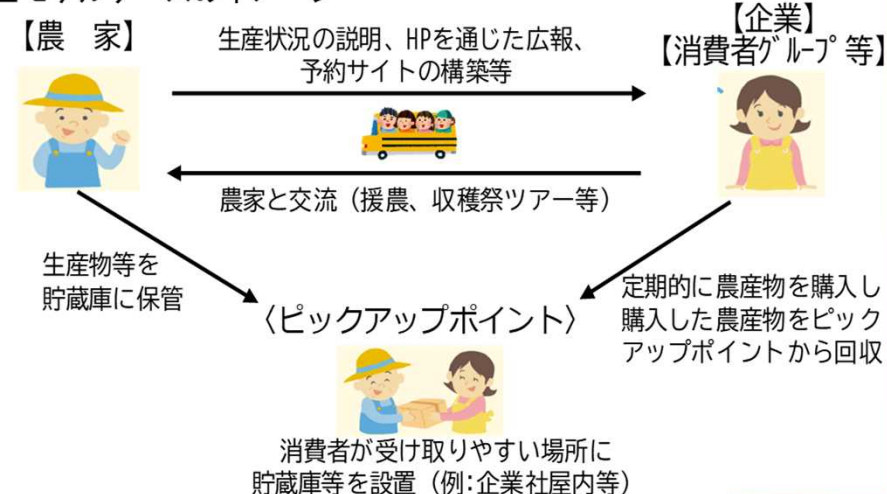 【農　家】
【企業】
【消費者ｸﾞﾙｰﾌﾟ等】
生産状況の説明、HPを通じた広報、
予約サイトの構築等
農家と交流（援農、収穫祭ツアー等）
生産物等を
貯蔵庫に保管
定期的に農産物を購入し
購入した農産物をピック
アップポイントから回収
〈ピックアップポイント〉
消費者が受け取りやすい場所に
貯蔵庫等を設置（例：企業社屋内等）